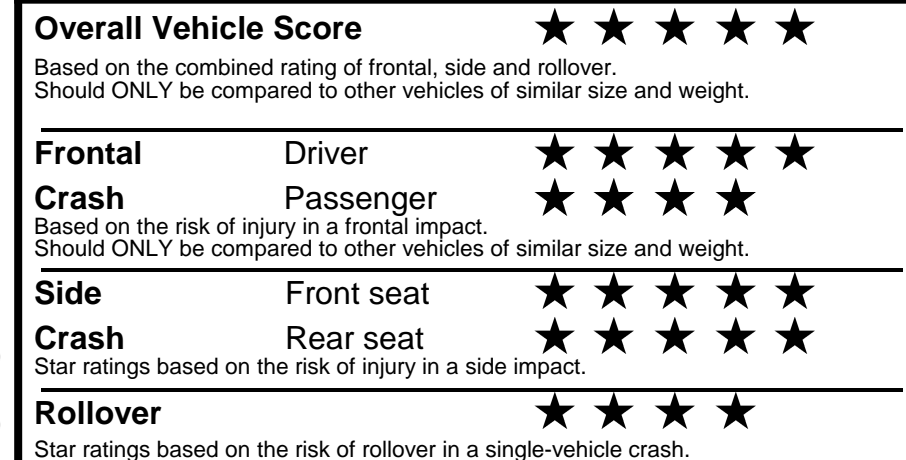 Overall Vehicle Score ★ ★ ★ ★ ★
Based on the combined rating of frontal, side and rollover.
Should ONLY be compared to other vehicles of similar size and weight.
Frontal Driver ★ ★ ★ ★ ★
Crash Passenger ★ ★ ★ ★
Based on the risk of injury in a frontal impact.
Should ONLY be compared to other vehicles of similar size and weight.
Side Front seat ★ ★ ★ ★ ★
Crash Rear seat ★ ★ ★ ★ ★
Star ratings based on the risk of injury in a side impact.
Rollover ★ ★ ★ ★
Star ratings based on the risk of rollover in a single-vehicle crash.